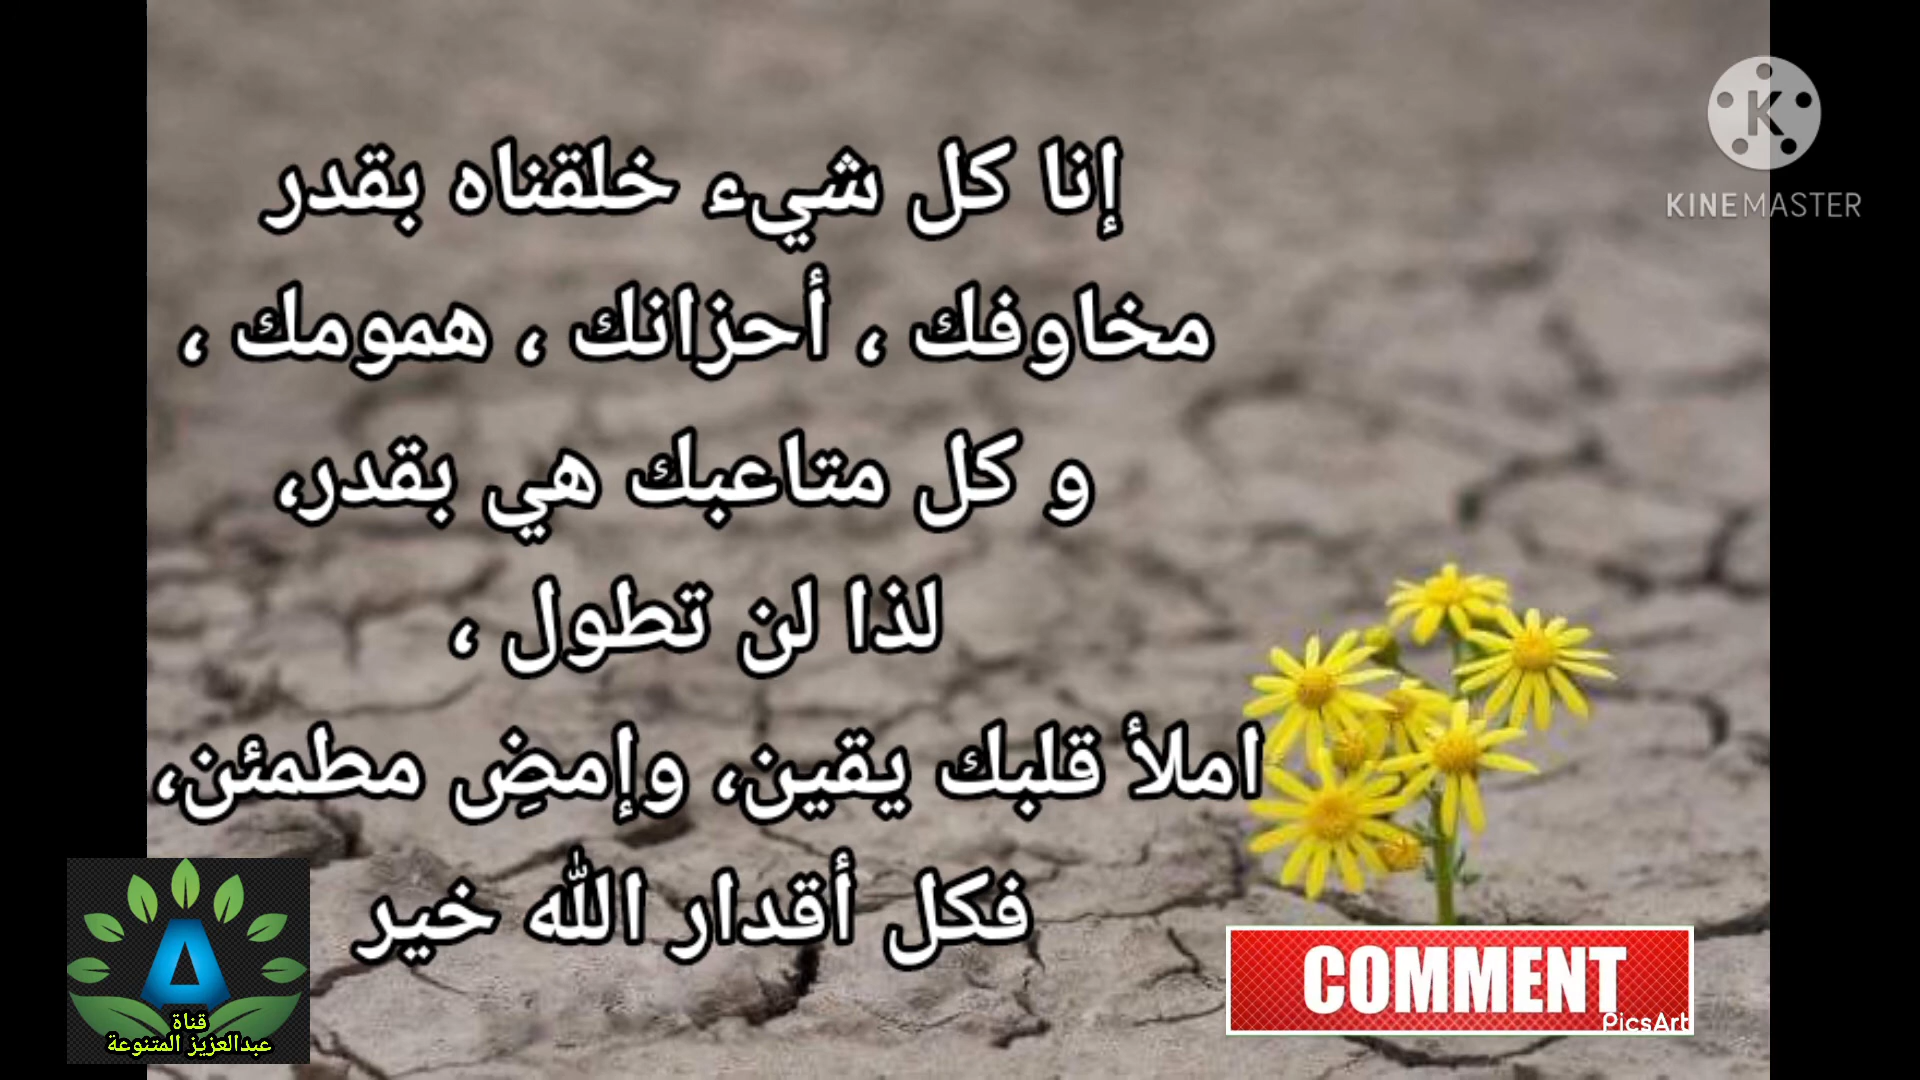 إنا كل شيء خلقناه بقدر
مخاوفك ، أحزانك ، همومك ،
و كل متاعبك هي بقدر،
لذا لن تطول ،
املأ قلبك يقين، وإمضِ مطمئن،
فكل أقدار الله خير
K
KINEMASTER
A
قناة
عبدالعزيز المتنوعة
COMMENT
PicsArt